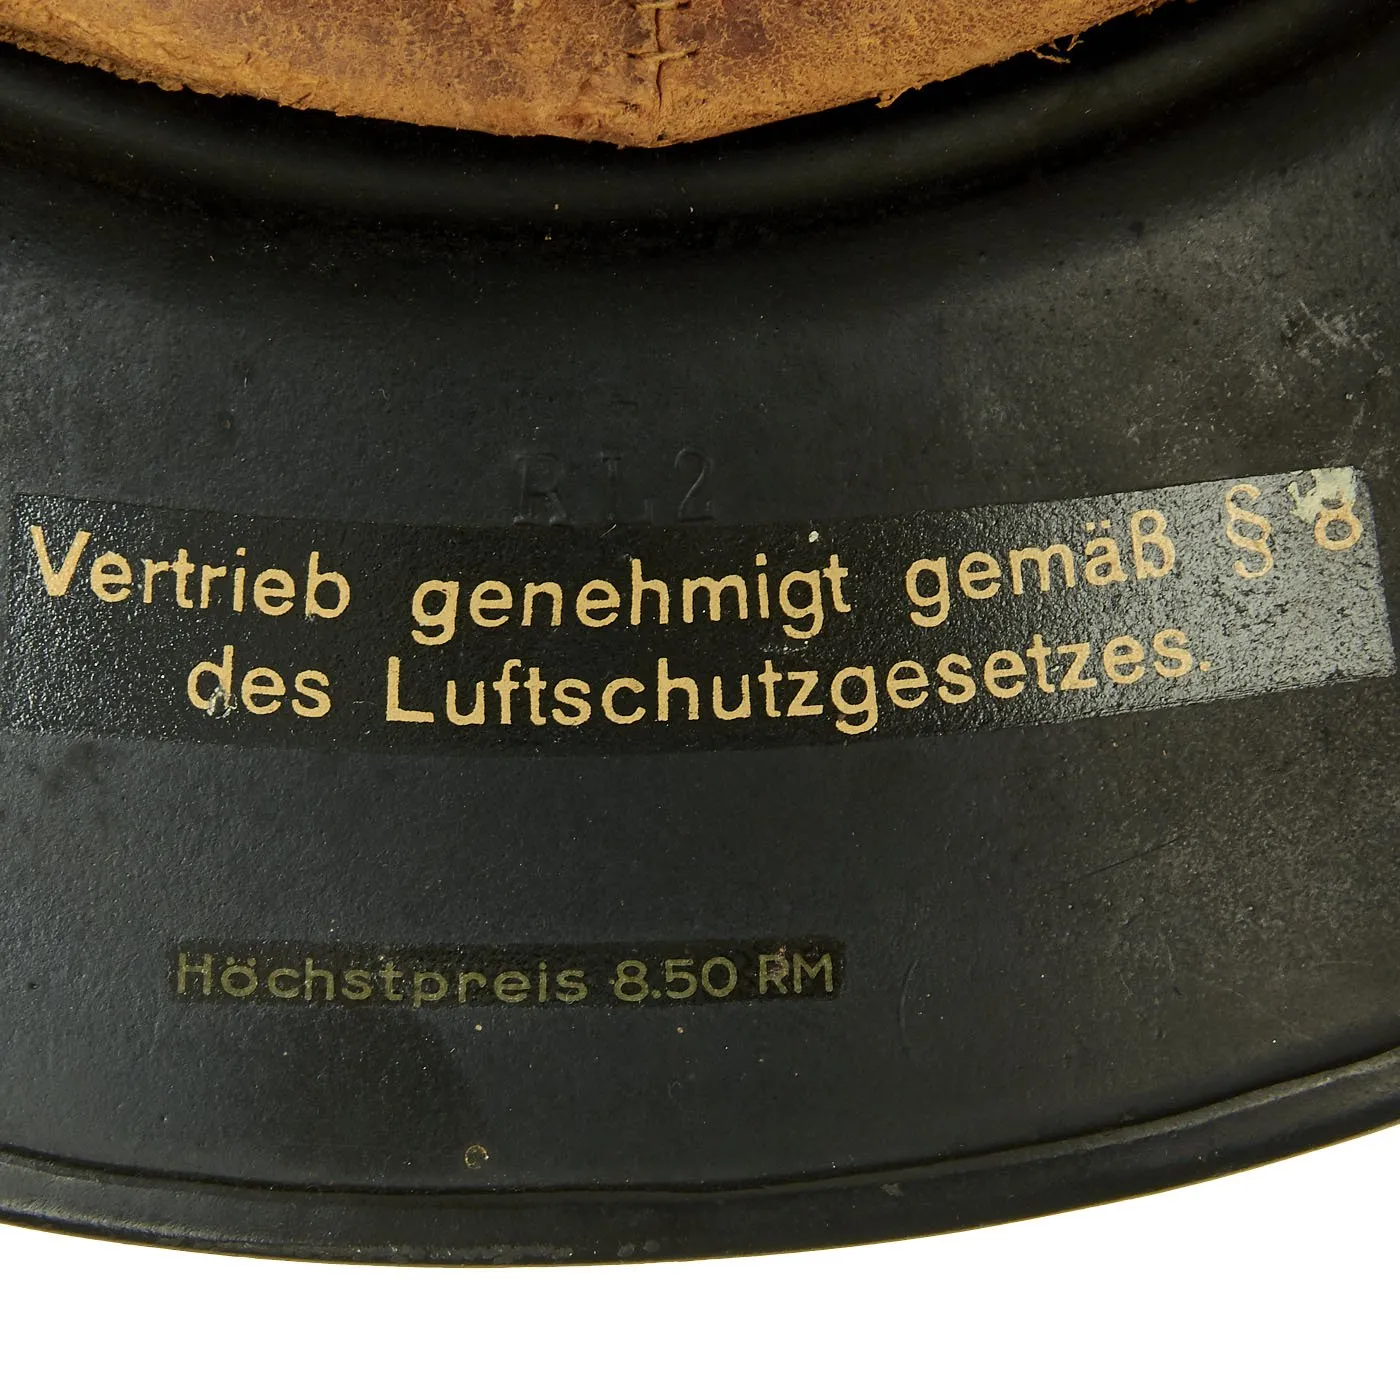 RL2
Vertrieb genehmigt gemäß § 8
des Luftschutzgesetzes.
Höchstpreis 8.50 RM